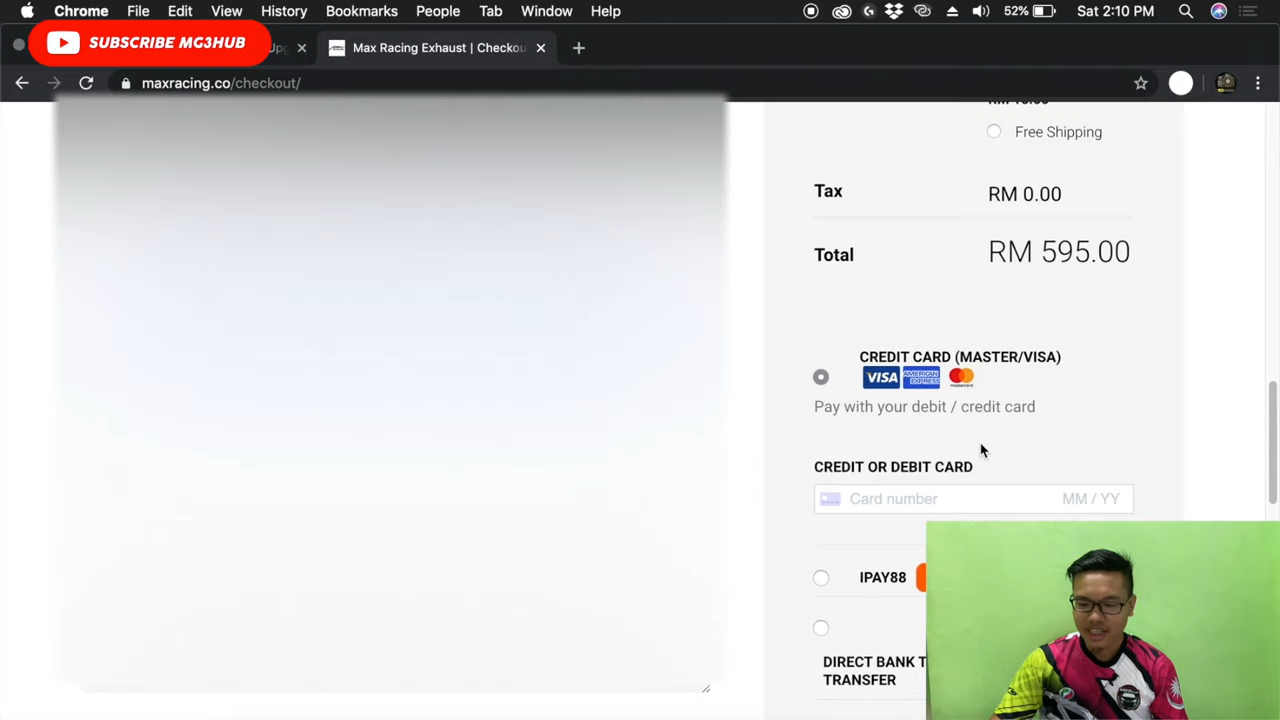 Chrome File Edit View History Bookmarks People Tab Window Help 52% Sat 2:10 PM
SUBSCRIBE MG3HUB
Max Racing Exhaust | Checkou
maxracing.co/checkout/
Free Shipping
Tax RM 0.00
Total RM 595.00
CREDIT CARD (MASTER/VISA)
VISA AMERICAN EXPRESS mastercard
Pay with your debit / credit card
CREDIT OR DEBIT CARD
Card number MM / YY
IPAY88
DIRECT BANK T
TRANSFER